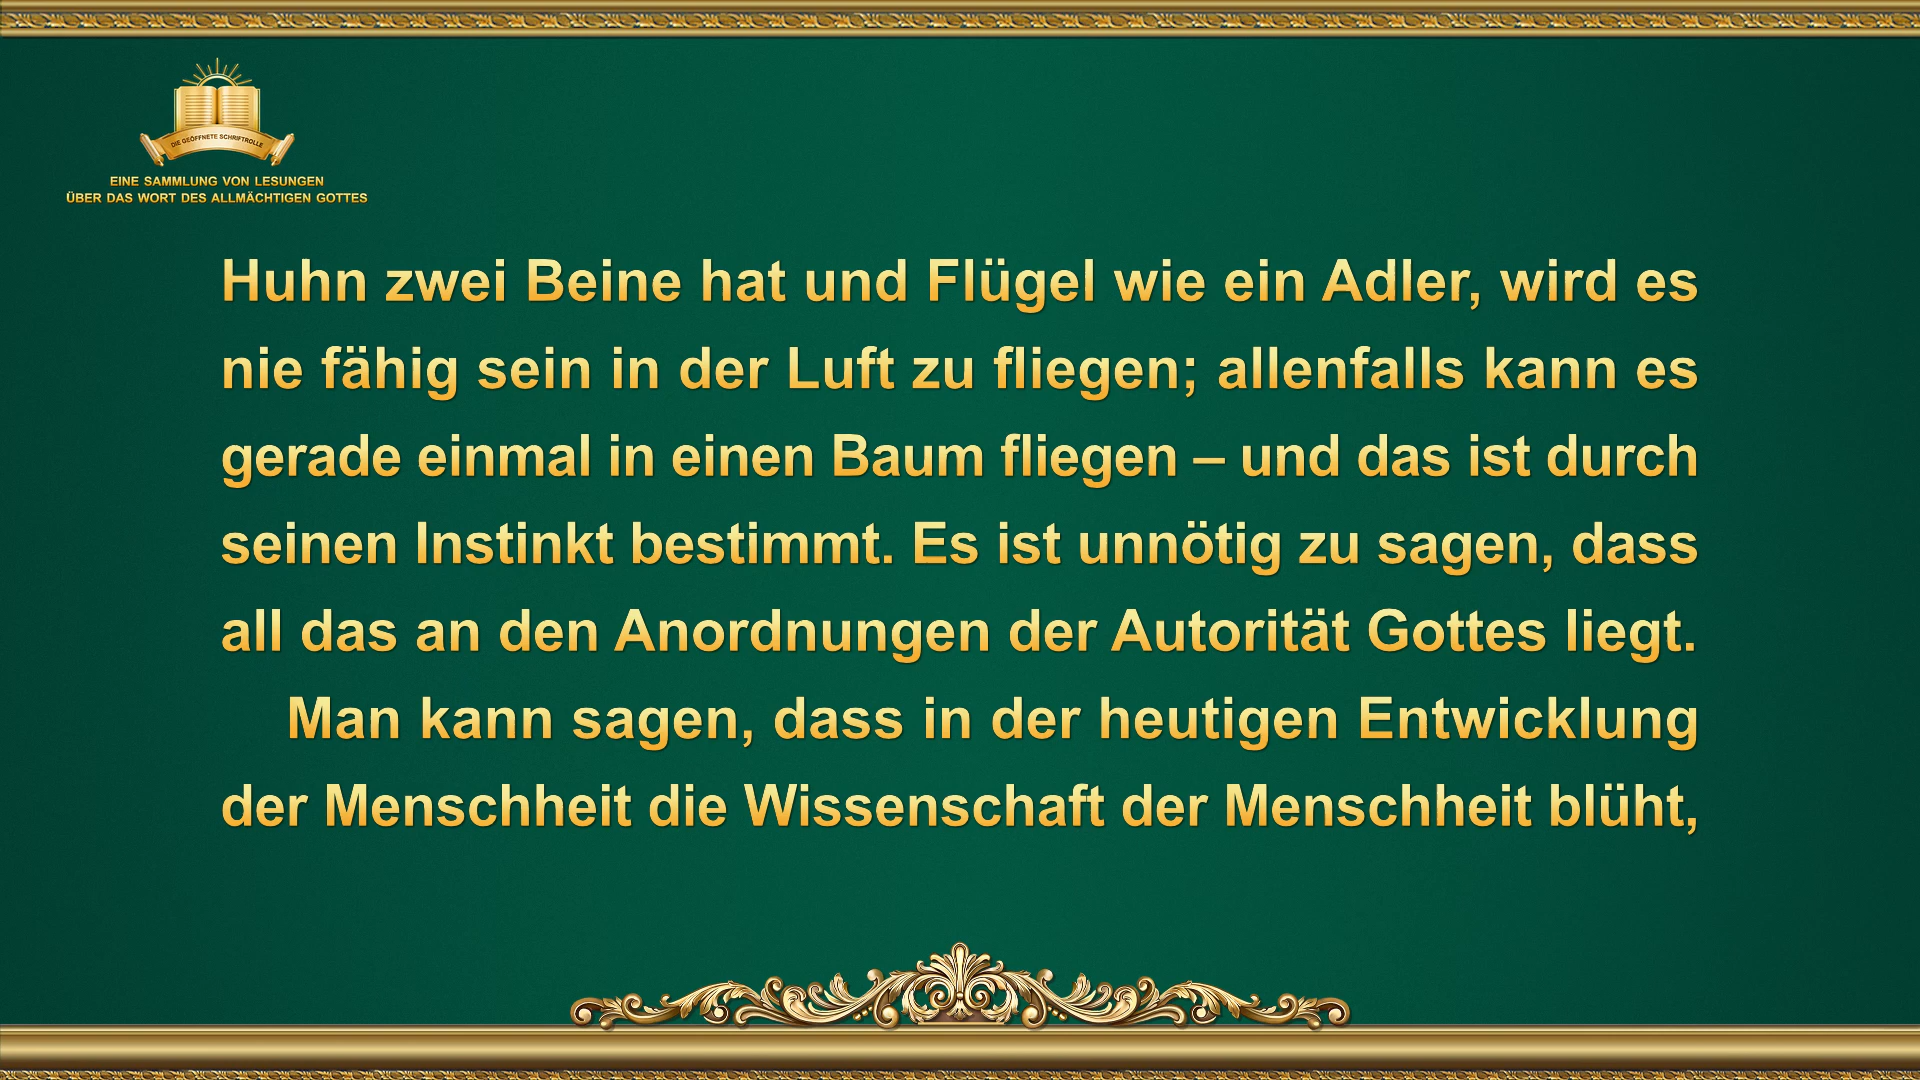 DIE GEÖFFNETE SCHRIFTROLLE
EINE SAMMLUNG VON LESUNGEN
ÜBER DAS WORT DES ALLMÄCHTIGEN GOTTES
Huhn zwei Beine hat und Flügel wie ein Adler, wird es
nie fähig sein in der Luft zu fliegen; allenfalls kann es
gerade einmal in einen Baum fliegen – und das ist durch
seinen Instinkt bestimmt. Es ist unnötig zu sagen, dass
all das an den Anordnungen der Autorität Gottes liegt.
Man kann sagen, dass in der heutigen Entwicklung
der Menschheit die Wissenschaft der Menschheit blüht,